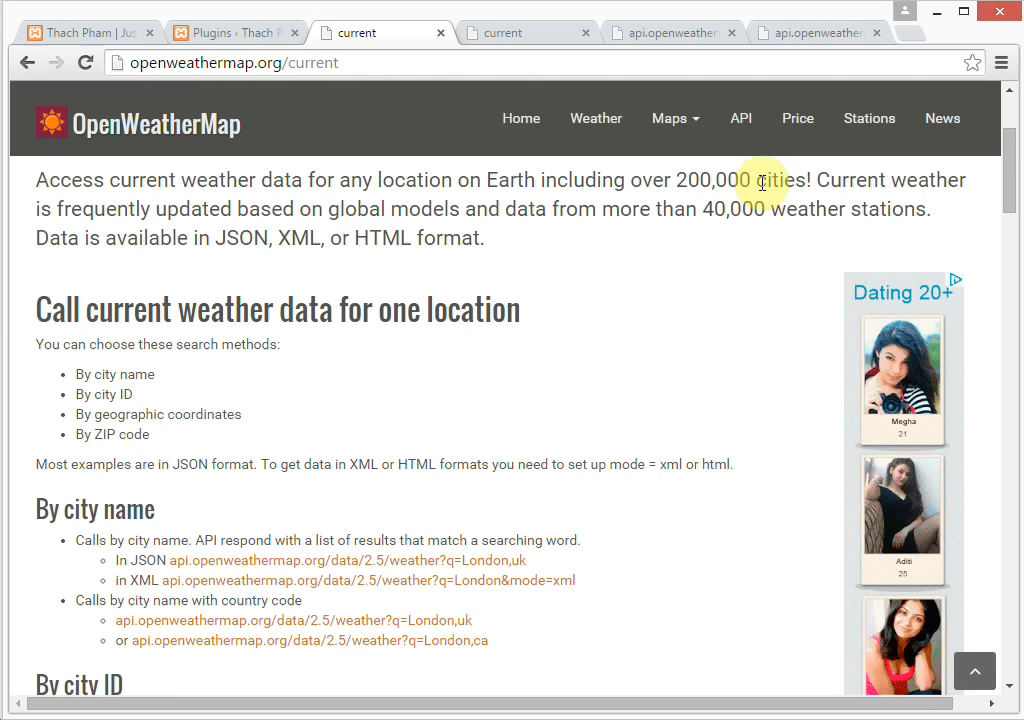 Thach Pham | Jus
Plugins ‹ Thach P
current
current
api.openweather
api.openweather
openweathermap.org/current
OpenWeatherMap
Home
Weather
Maps
API
Price
Stations
News
Access current weather data for any location on Earth including over 200,000 cities! Current weather
is frequently updated based on global models and data from more than 40,000 weather stations.
Data is available in JSON, XML, or HTML format.
Call current weather data for one location
You can choose these search methods:
• By city name
• By city ID
• By geographic coordinates
• By ZIP code
Most examples are in JSON format. To get data in XML or HTML formats you need to set up mode = xml or html.
By city name
• Calls by city name. API respond with a list of results that match a searching word.
◦ In JSON api.openweathermap.org/data/2.5/weather?q=London,uk
◦ in XML api.openweathermap.org/data/2.5/weather?q=London&mode=xml
• Calls by city name with country code
◦ api.openweathermap.org/data/2.5/weather?q=London,uk
◦ or api.openweathermap.org/data/2.5/weather?q=London,ca
By city ID
Dating 20+
Megha
21
Aditi
25